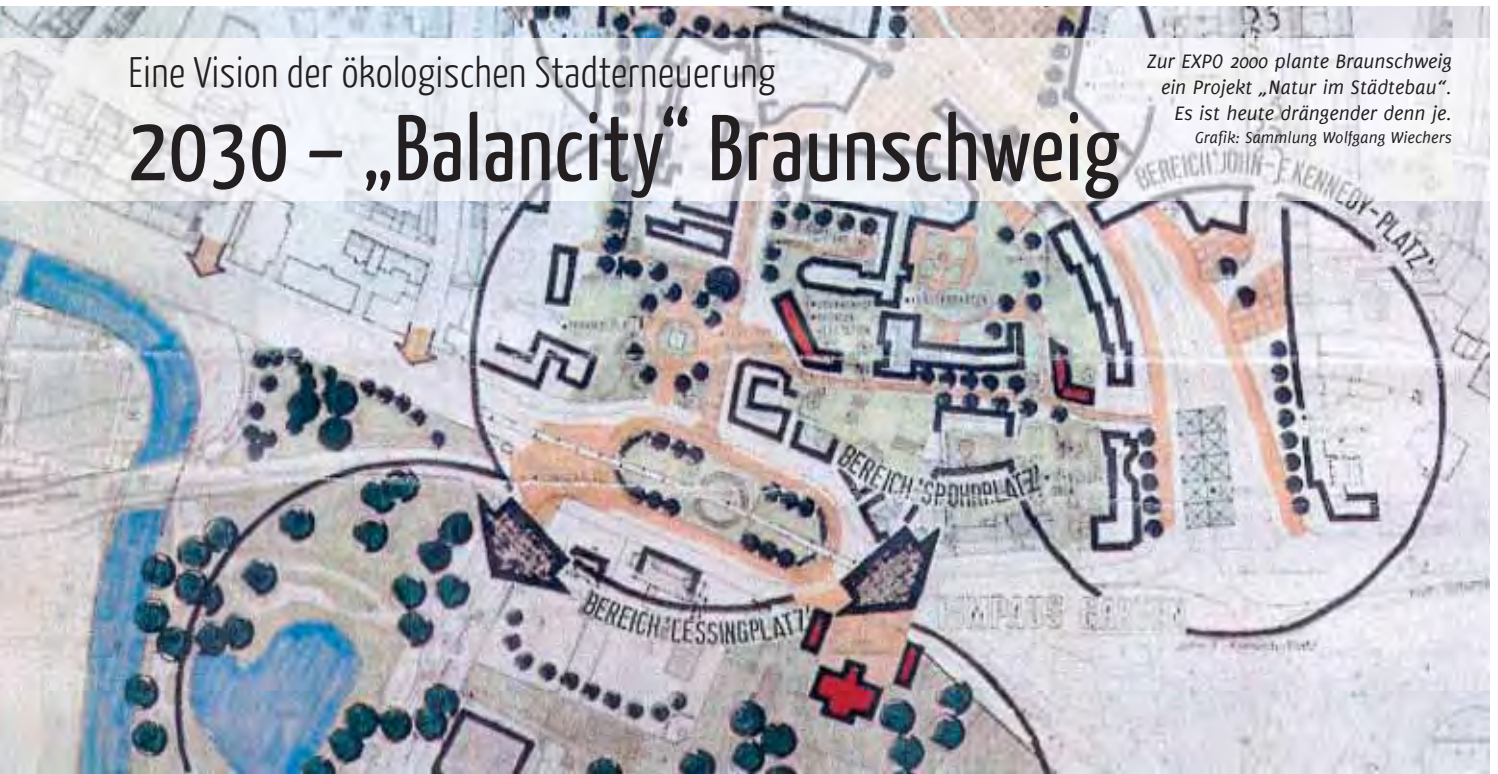 Eine Vision der ökologischen Stadterneuerung
2030 – „Balancity“ Braunschweig
Zur EXPO 2000 plante Braunschweig
ein Projekt „Natur im Städtebau“.
Es ist heute drängender denn je.
Grafik: Sammlung Wolfgang Wiechers
BEREICH 'JOHN-F. KENNEDY-PLATZ'
BEREICH 'SPOHRPLATZ'
BEREICH 'LESSINGPLATZ'